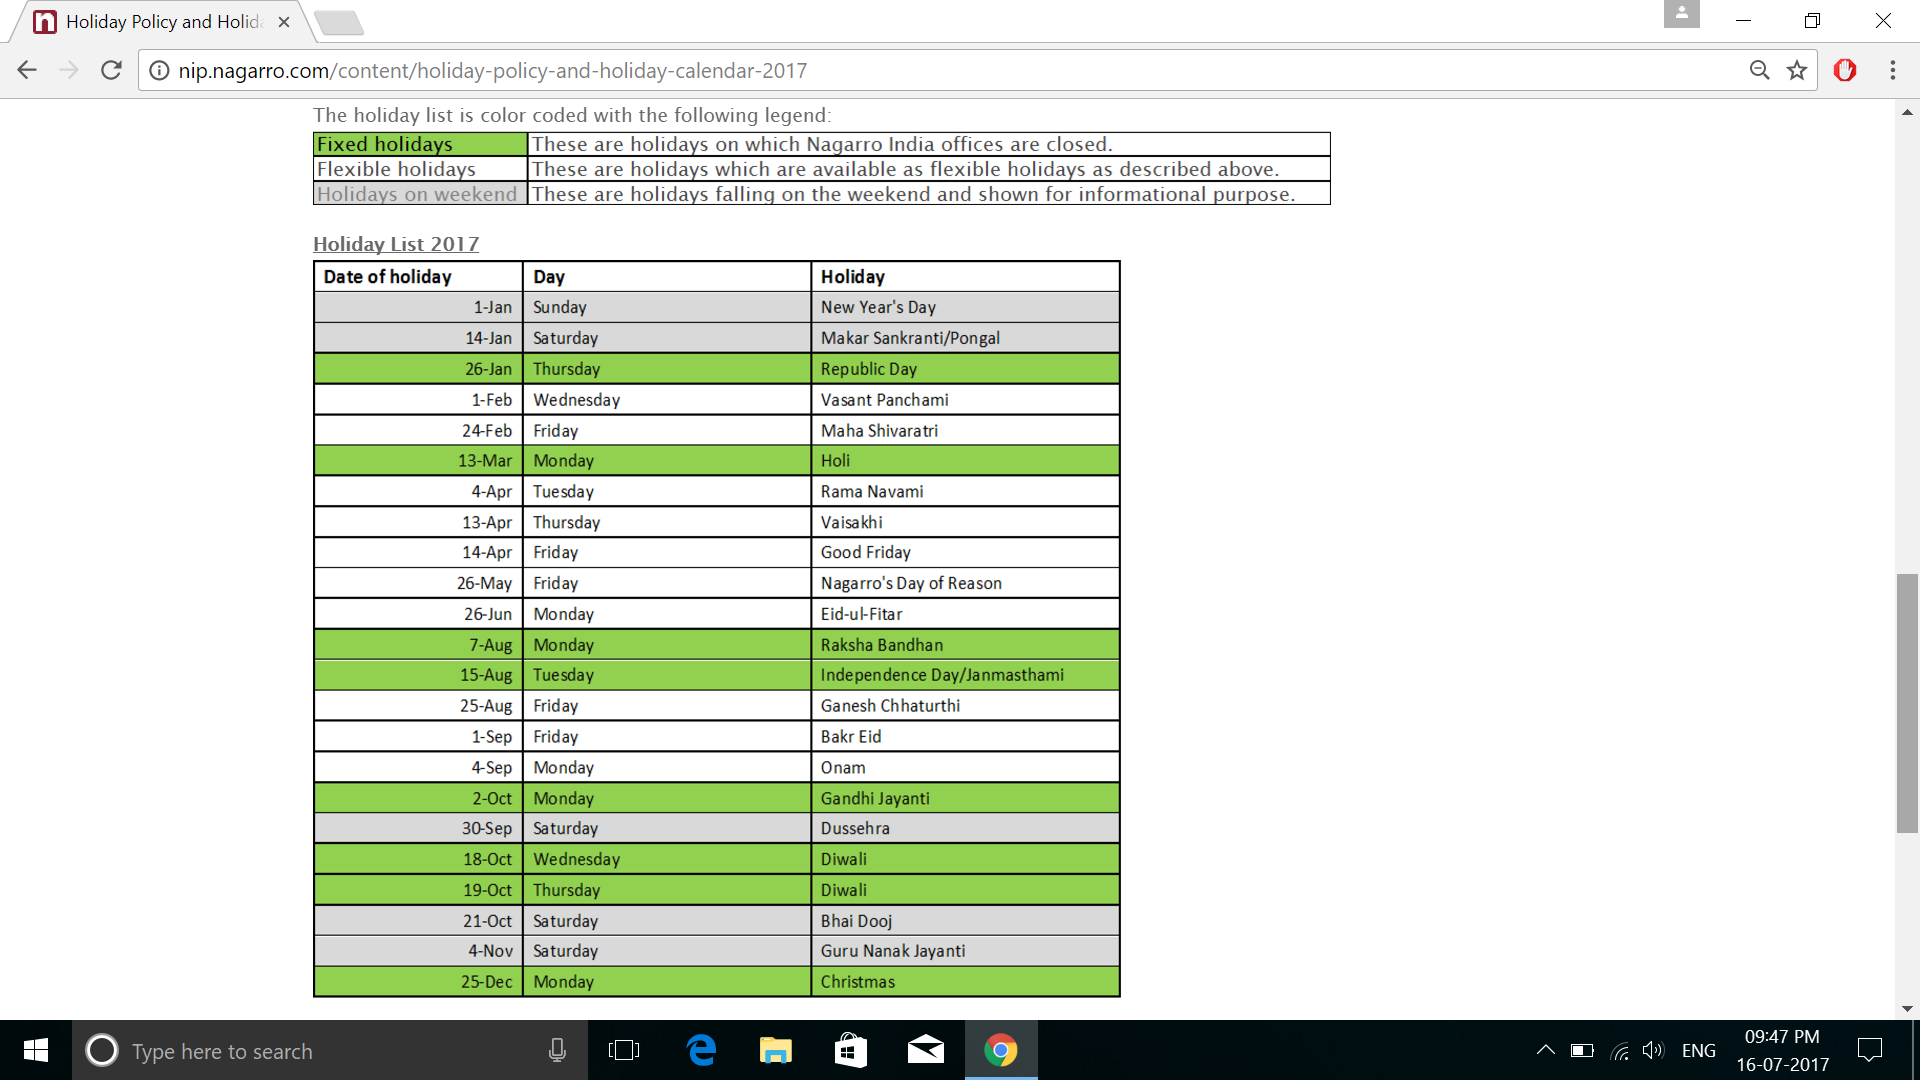 Holiday Policy and Holid
nip.nagarro.com/content/holiday-policy-and-holiday-calendar-2017
The holiday list is color coded with the following legend:
Fixed holidays These are holidays on which Nagarro India offices are closed.
Flexible holidays These are holidays which are available as flexible holidays as described above.
Holidays on weekend These are holidays falling on the weekend and shown for informational purpose.
Holiday List 2017
Date of holiday Day Holiday
1-Jan Sunday New Year's Day
14-Jan Saturday Makar Sankranti/Pongal
26-Jan Thursday Republic Day
1-Feb Wednesday Vasant Panchami
24-Feb Friday Maha Shivaratri
13-Mar Monday Holi
4-Apr Tuesday Rama Navami
13-Apr Thursday Vaisakhi
14-Apr Friday Good Friday
26-May Friday Nagarro's Day of Reason
26-Jun Monday Eid-ul-Fitar
7-Aug Monday Raksha Bandhan
15-Aug Tuesday Independence Day/Janmasthami
25-Aug Friday Ganesh Chhaturthi
1-Sep Friday Bakr Eid
4-Sep Monday Onam
2-Oct Monday Gandhi Jayanti
30-Sep Saturday Dussehra
18-Oct Wednesday Diwali
19-Oct Thursday Diwali
21-Oct Saturday Bhai Dooj
4-Nov Saturday Guru Nanak Jayanti
25-Dec Monday Christmas
Type here to search
ENG
09:47 PM
16-07-2017